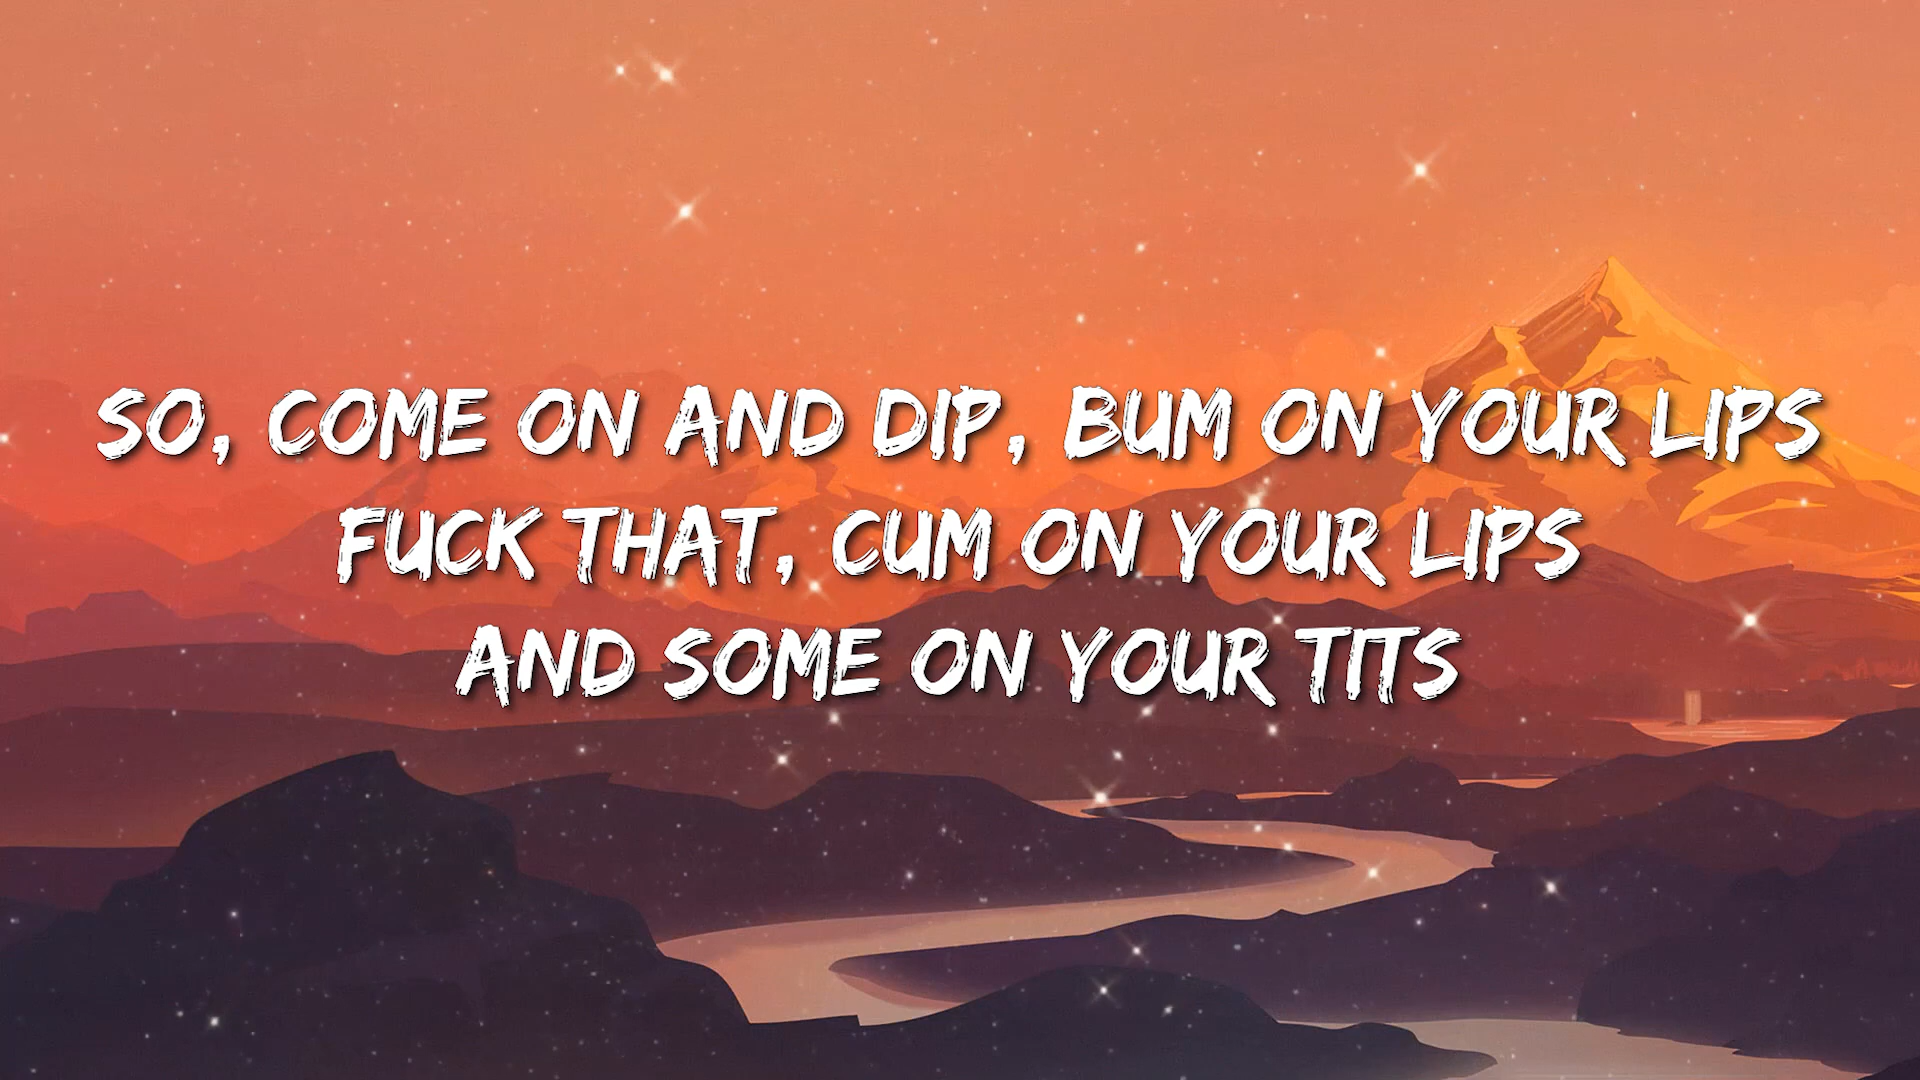 SO, COME ON AND DIP, BUM ON YOUR LIPS
FUCK THAT, CUM ON YOUR LIPS
AND SOME ON YOUR TITS